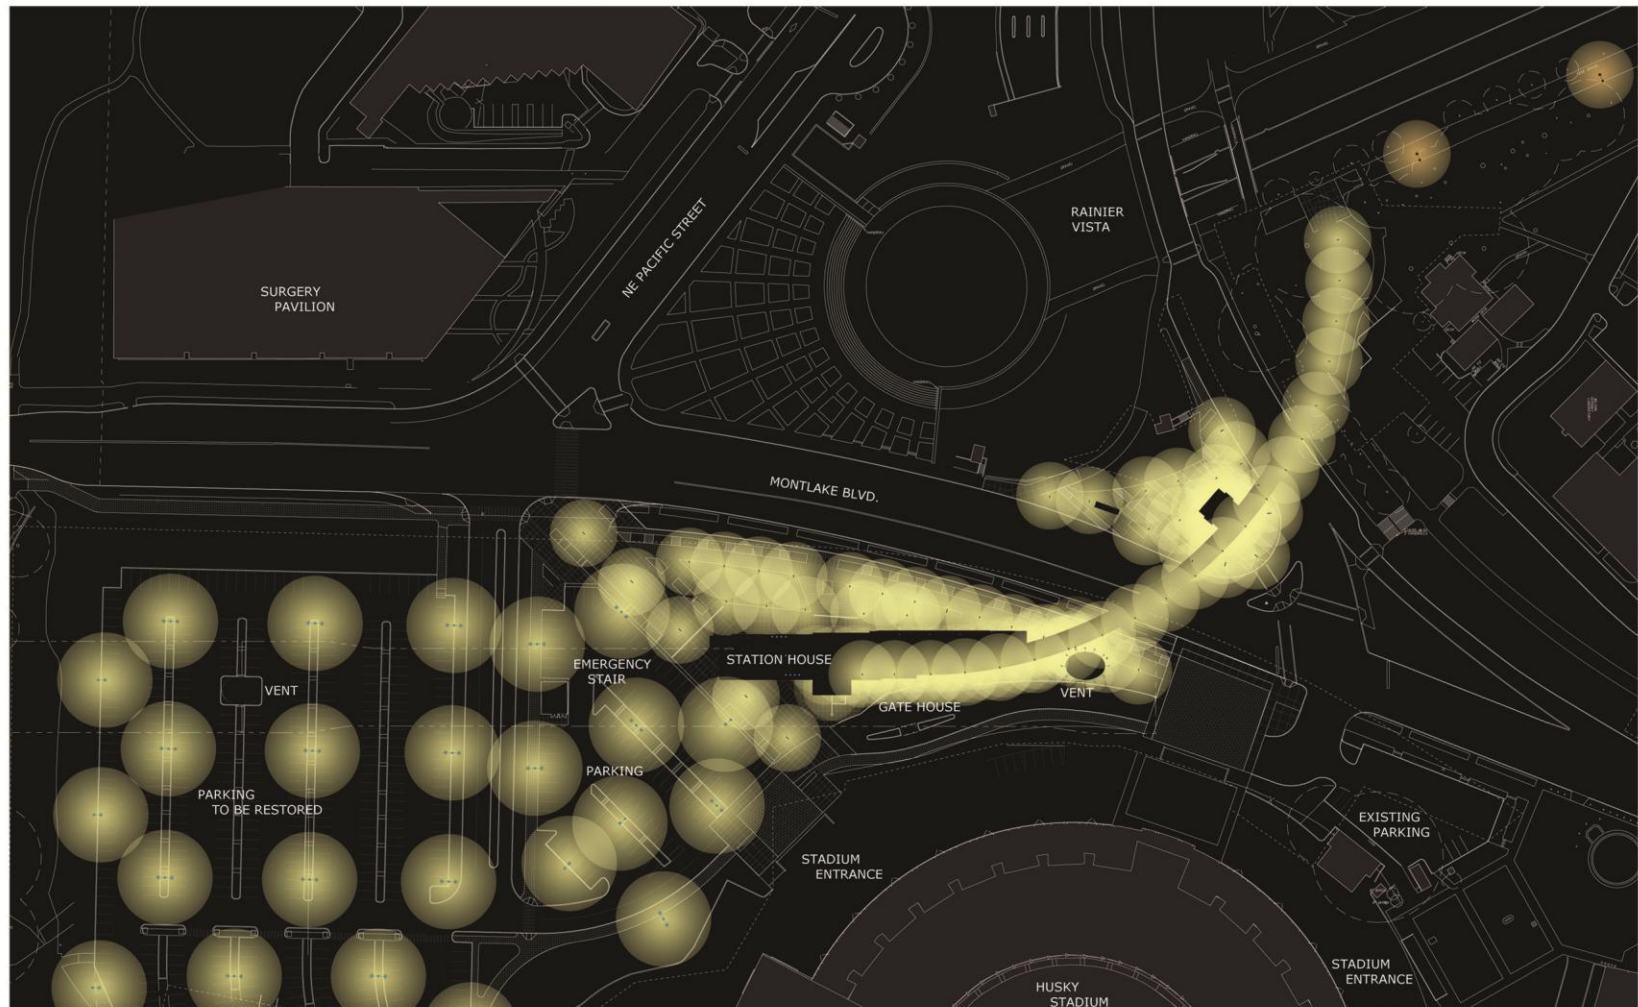 RAINIER
VISTA
NE PACIFIC STREET
SURGERY
PAVILION
MONTLAKE BLVD.
STATION HOUSE
EMERGENCY
STAIR
VENT
VENT
GATE HOUSE
PARKING
PARKING
TO BE RESTORED
EXISTING
PARKING
STADIUM
ENTRANCE
STADIUM
ENTRANCE
HUSKY
STADIUM